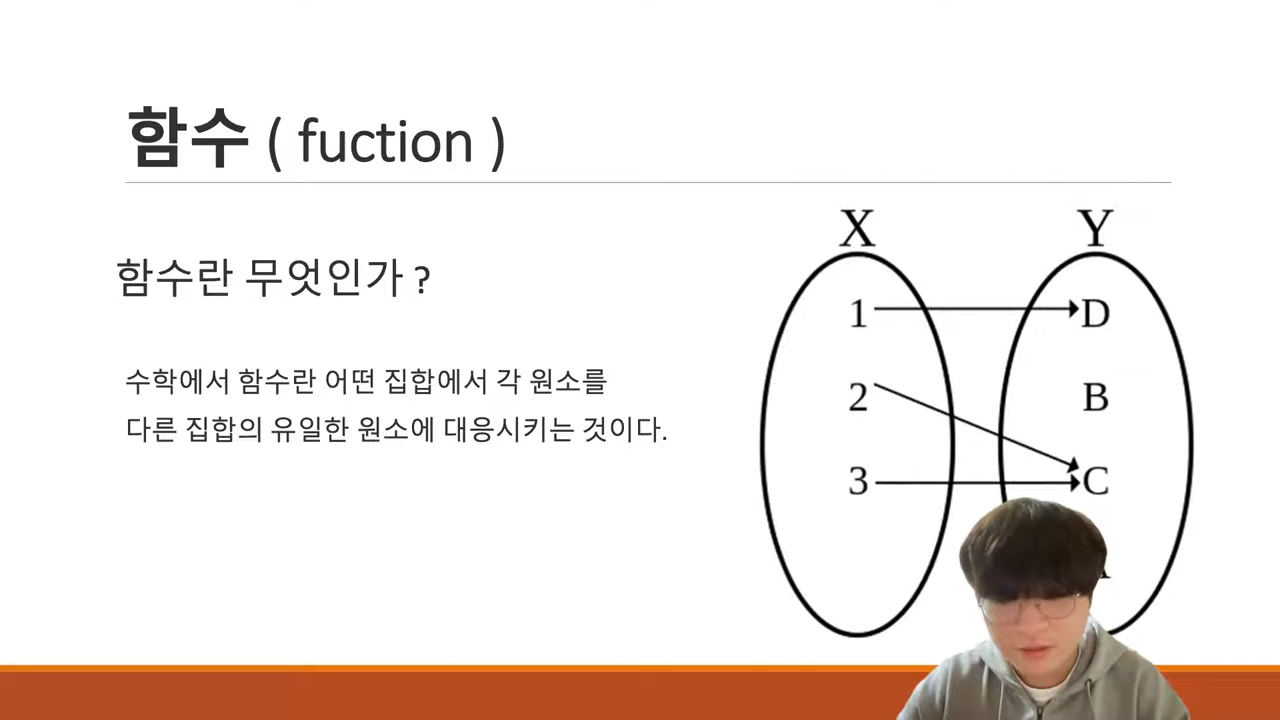 함수 ( fuction )
함수란 무엇인가 ?
수학에서 함수란 어떤 집합에서 각 원소를
다른 집합의 유일한 원소에 대응시키는 것이다.
X Y
1 D
2 B
3 C